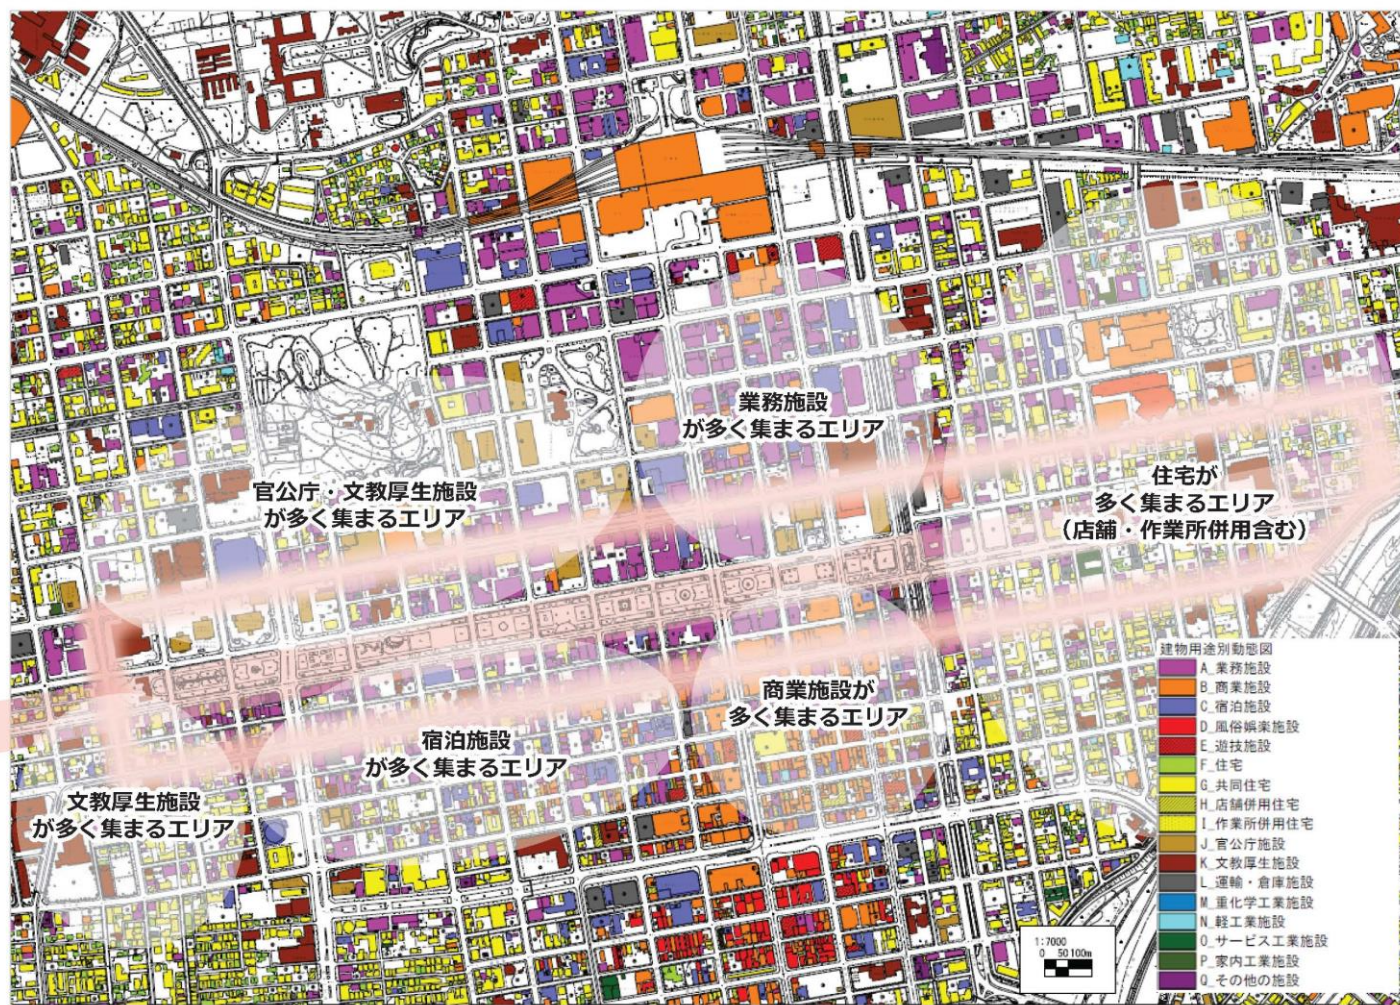 業務施設
が多く集まるエリア
官公庁・文教厚生施設
が多く集まるエリア
住宅が
多く集まるエリア
（店舗・作業所併用含む）
商業施設が
多く集まるエリア
宿泊施設
が多く集まるエリア
文教厚生施設
が多く集まるエリア
建物用途別動態図
A_業務施設
B_商業施設
C_宿泊施設
D_風俗娯楽施設
E_遊技施設
F_住宅
G_共同住宅
H_店舗併用住宅
I_作業所併用住宅
J_官公庁施設
K_文教厚生施設
L_運輸・倉庫施設
M_重化学工業施設
N_軽工業施設
O_サービス工業施設
P_家内工業施設
Q_その他の施設
1:7000
0 50 100m